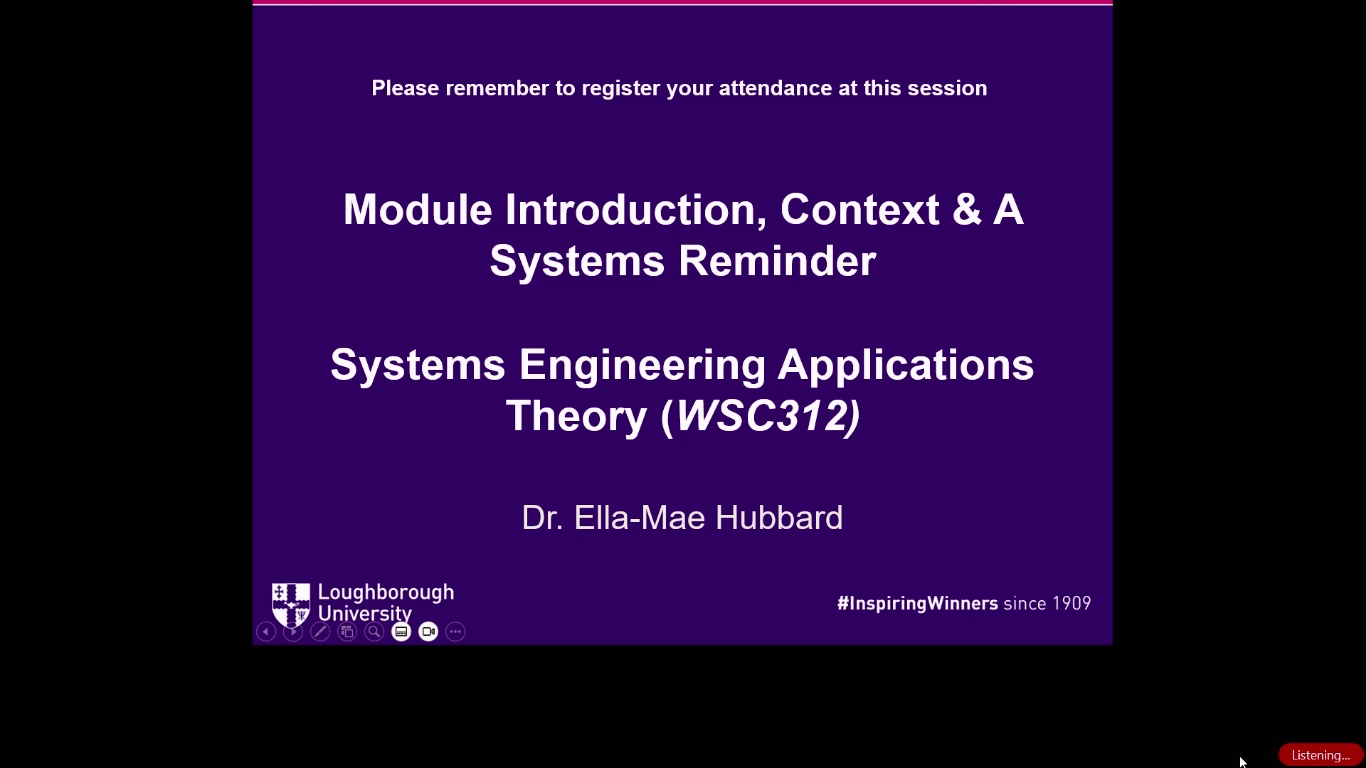 Please remember to register your attendance at this session
Module Introduction, Context & A
Systems Reminder
Systems Engineering Applications
Theory (WSC312)
Dr. Ella-Mae Hubbard
Loughborough
University
#InspiringWinners since 1909
Listening...